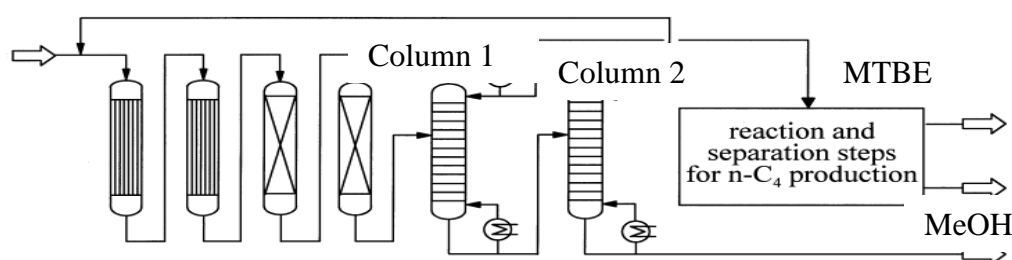 Column 1
Column 2
MTBE
reaction and
separation steps
for n-C₄ production
MeOH